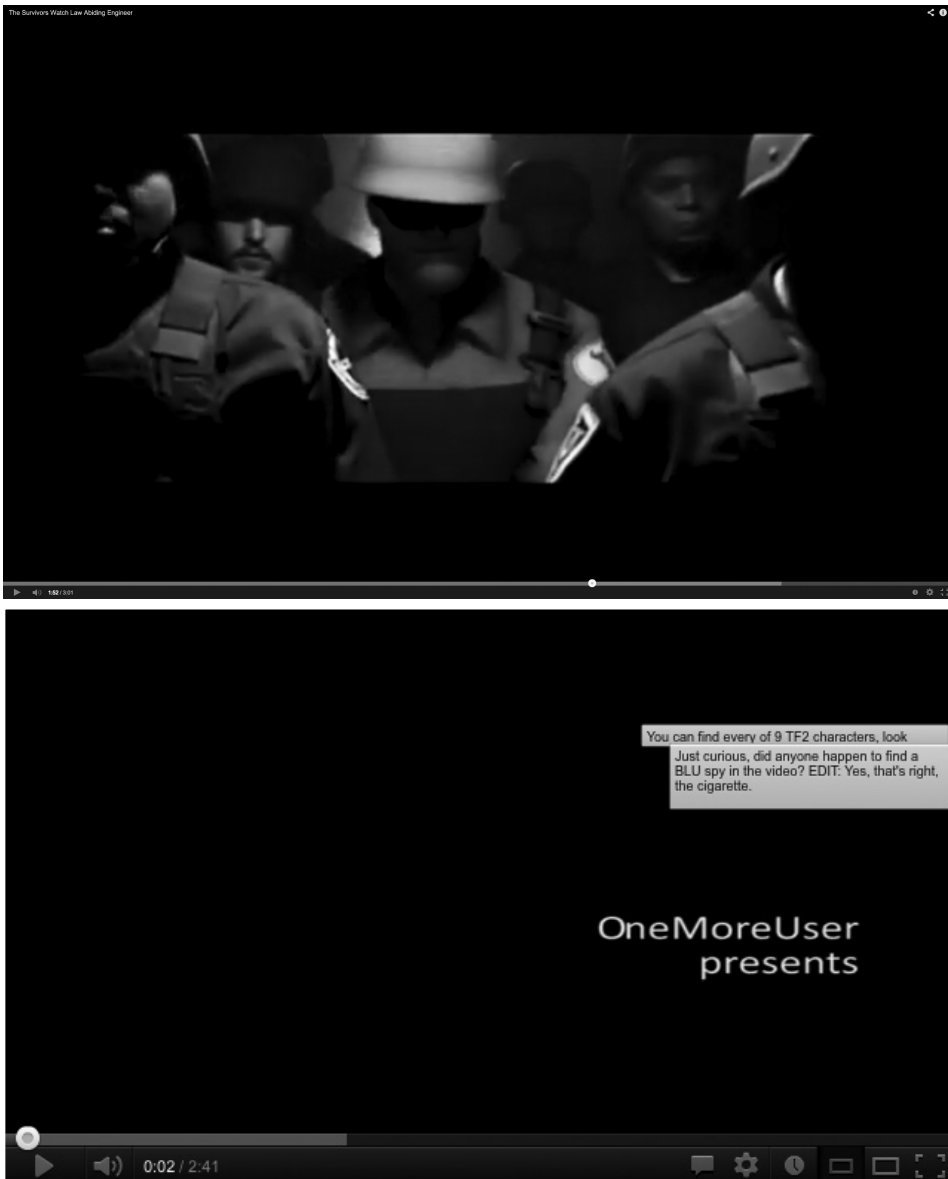 The Survivors Watch Law Abiding Engineer
1:52 / 3:01
You can find every of 9 TF2 characters, look
Just curious, did anyone happen to find a
BLU spy in the video? EDIT: Yes, that's right,
the cigarette.
OneMoreUser
presents
0:02 / 2:41